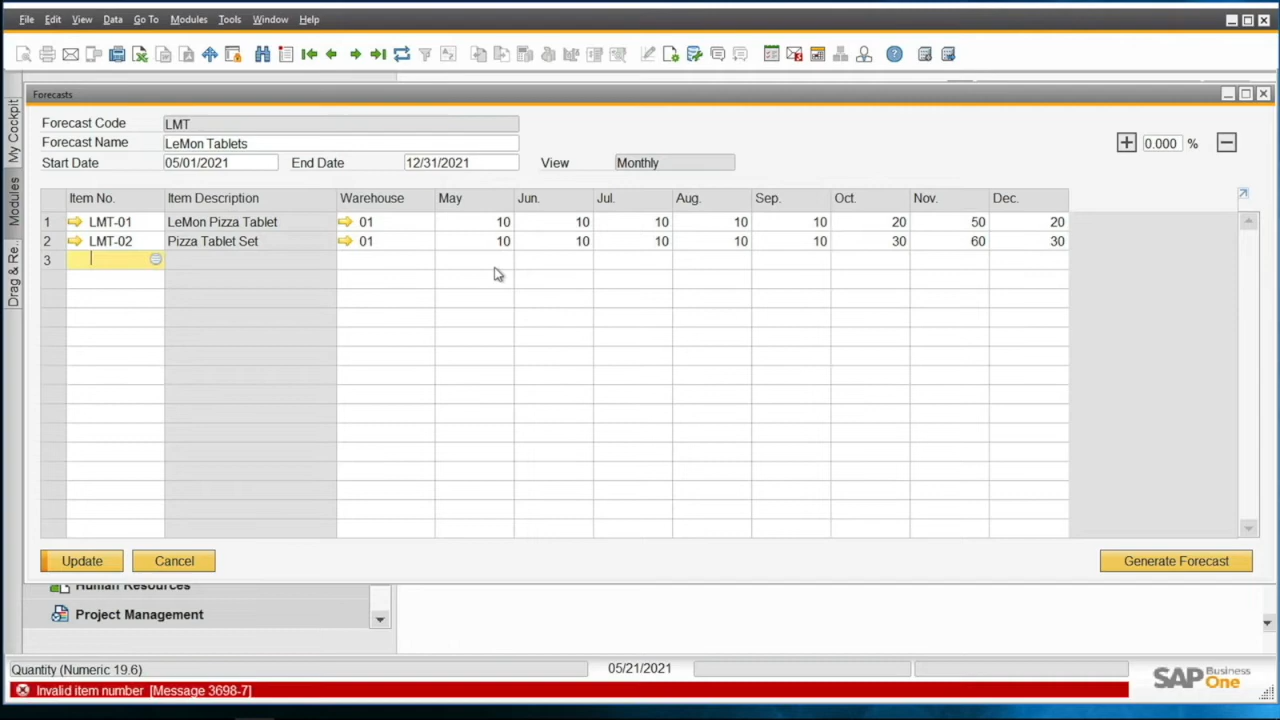 File Edit View Data Go To Modules Tools Window Help
Forecasts
My Cockpit
Modules
Drag & Re..
Forecast Code LMT
Forecast Name LeMon Tablets
Start Date 05/01/2021 End Date 12/31/2021 View Monthly
0.000 %
Item No. Item Description Warehouse May Jun. Jul. Aug. Sep. Oct. Nov. Dec.
1 LMT-01 LeMon Pizza Tablet 01 10 10 10 10 10 20 50 20
2 LMT-02 Pizza Tablet Set 01 10 10 10 10 10 30 60 30
3
Update Cancel Generate Forecast
Human Resources
Project Management
Quantity (Numeric 19.6) 05/21/2021
SAP Business One
Invalid item number [Message 3698-7]